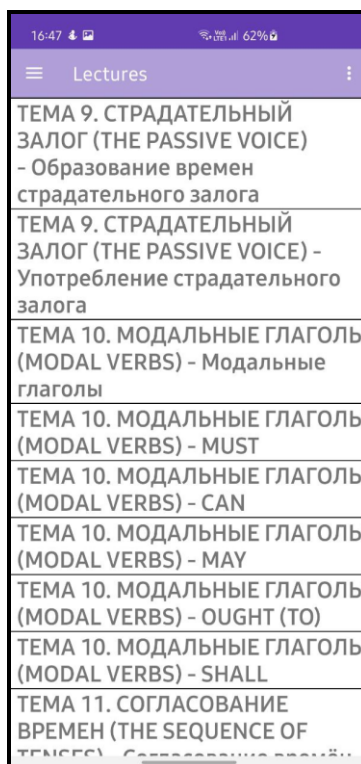 16:47 62%
Lectures
ТЕМА 9. СТРАДАТЕЛЬНЫЙ
ЗАЛОГ (THE PASSIVE VOICE)
- Образование времен
страдательного залога
ТЕМА 9. СТРАДАТЕЛЬНЫЙ
ЗАЛОГ (THE PASSIVE VOICE) -
Употребление страдательного
залога
ТЕМА 10. МОДАЛЬНЫЕ ГЛАГОЛЬ
(MODAL VERBS) - Модальные
глаголы
ТЕМА 10. МОДАЛЬНЫЕ ГЛАГОЛЬ
(MODAL VERBS) - MUST
ТЕМА 10. МОДАЛЬНЫЕ ГЛАГОЛЬ
(MODAL VERBS) - CAN
ТЕМА 10. МОДАЛЬНЫЕ ГЛАГОЛЬ
(MODAL VERBS) - MAY
ТЕМА 10. МОДАЛЬНЫЕ ГЛАГОЛЬ
(MODAL VERBS) - OUGHT (TO)
ТЕМА 10. МОДАЛЬНЫЕ ГЛАГОЛЬ
(MODAL VERBS) - SHALL
ТЕМА 11. СОГЛАСОВАНИЕ
ВРЕМЕН (THE SEQUENCE OF
TENSES) - Согласование времён